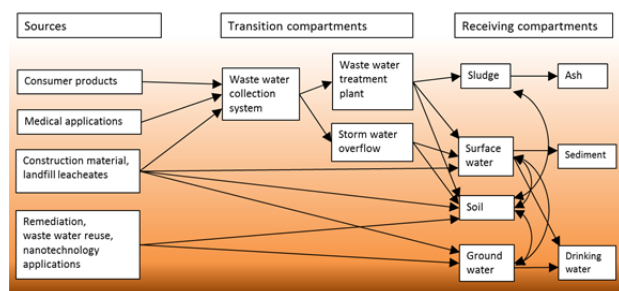 Sources
Transition compartments
Receiving compartments
Consumer products
Medical applications
Construction material,
landfill leacheates
Remediation,
waste water reuse,
nanotechnology
applications
Waste water
collection
system
Waste water
treatment
plant
Storm water
overflow
Sludge
Ash
Surface
water
Sediment
Soil
Ground
water
Drinking
water